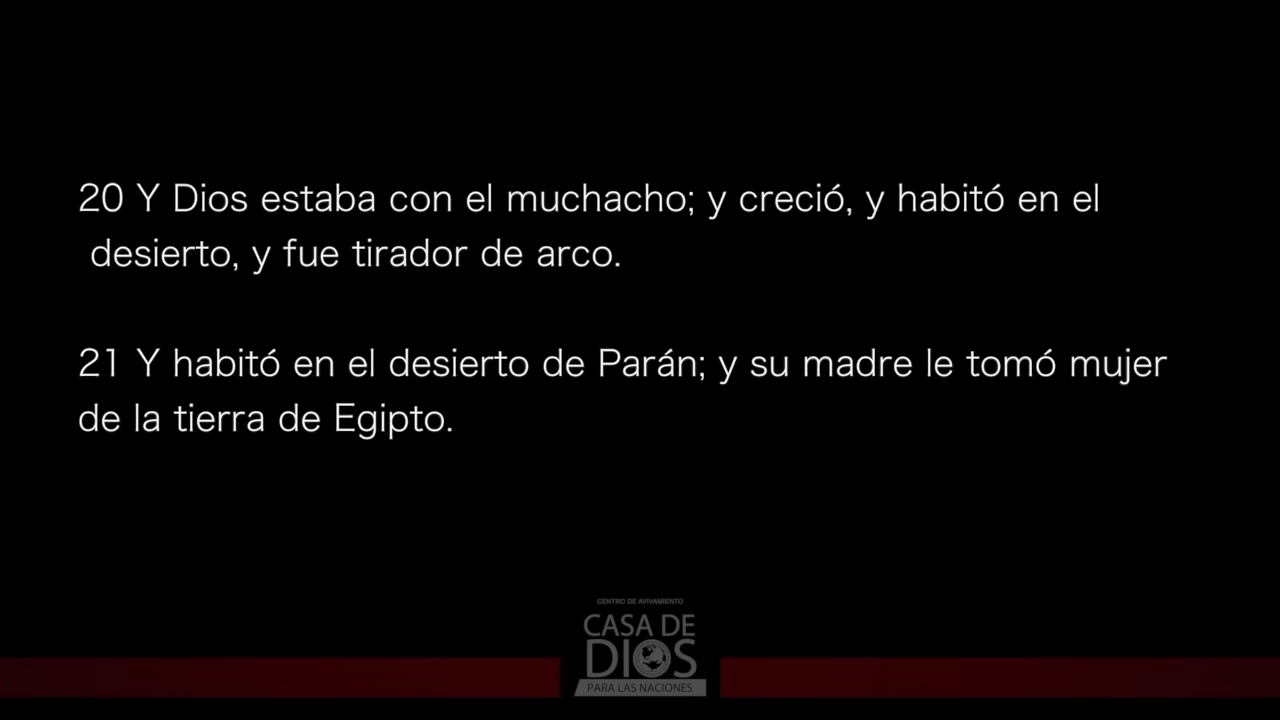 20 Y Dios estaba con el muchacho; y creció, y habitó en el
desierto, y fue tirador de arco.
21 Y habitó en el desierto de Parán; y su madre le tomó mujer
de la tierra de Egipto.
CENTRO DE AVIVAMIENTO
CASA DE
DIOS
PARA LAS NACIONES